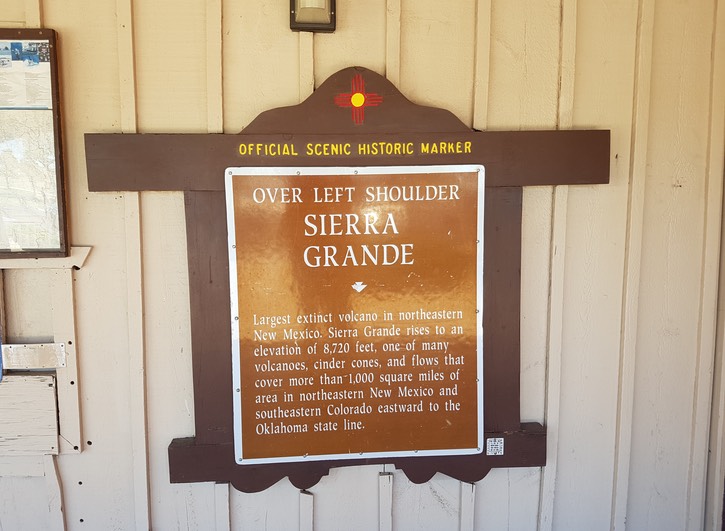 OFFICIAL SCENIC HISTORIC MARKER
OVER LEFT SHOULDER
SIERRA
GRANDE
Largest extinct volcano in northeastern
New Mexico. Sierra Grande rises to an
elevation of 8,720 feet, one of many
volcanoes, cinder cones, and flows that
cover more than 1,000 square miles of
area in northeastern New Mexico and
southeastern Colorado eastward to the
Oklahoma state line.